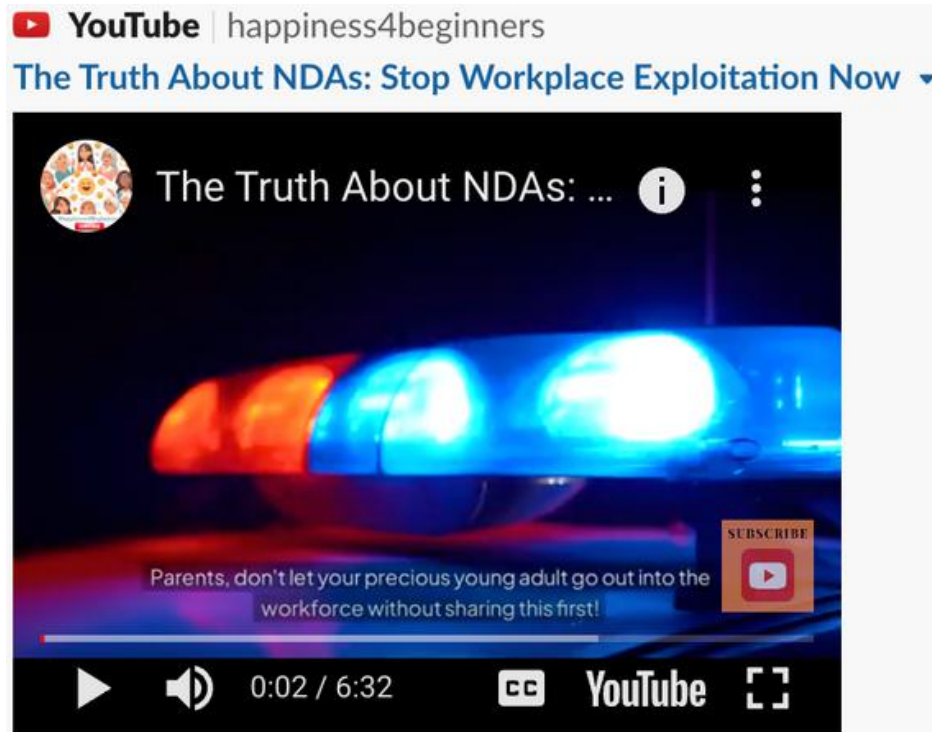 YouTube happiness4beginners
The Truth About NDAs: Stop Workplace Exploitation Now
The Truth About NDAs: ...
SUBSCRIBE
Parents, don't let your precious young adult go out into the
workforce without sharing this first!
0:02 / 6:32
CC
YouTube